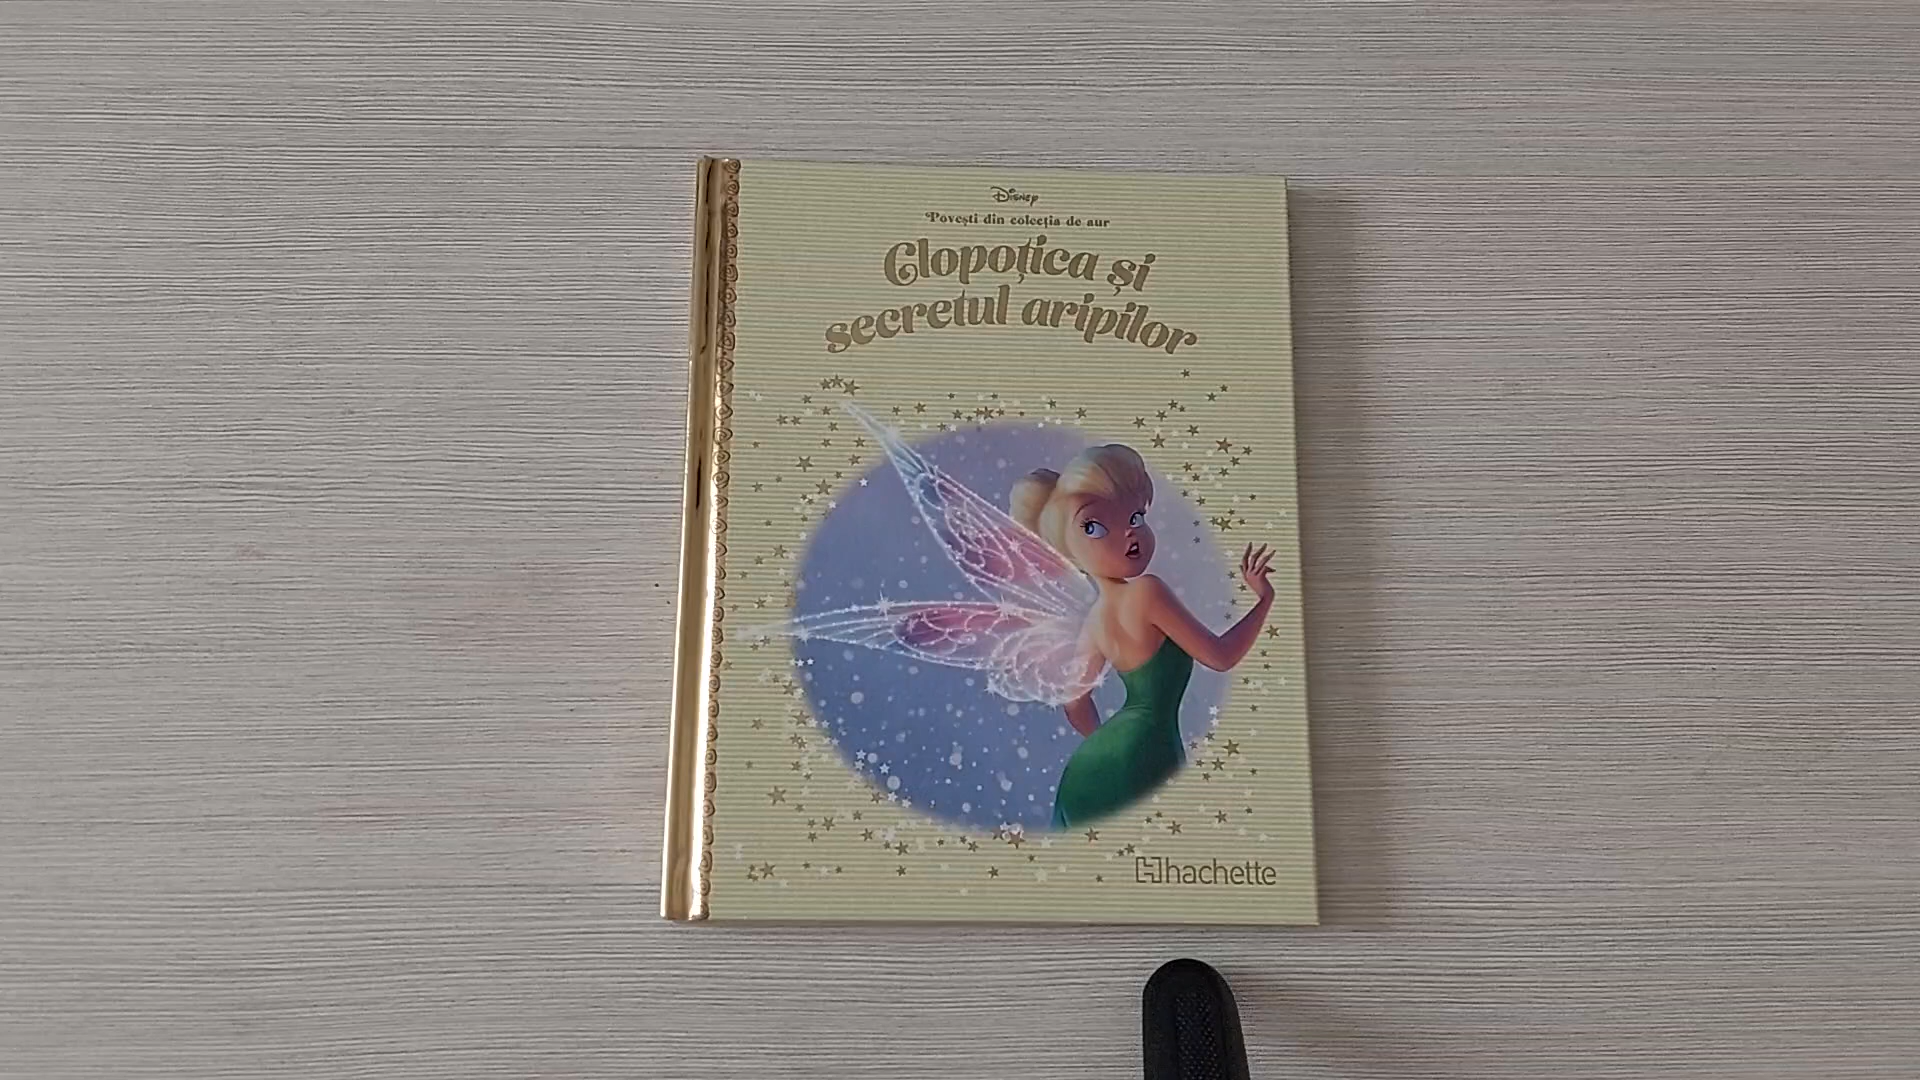 Disney
Povești din colecția de aur
Clopoțica și
secretul aripilor
hachette